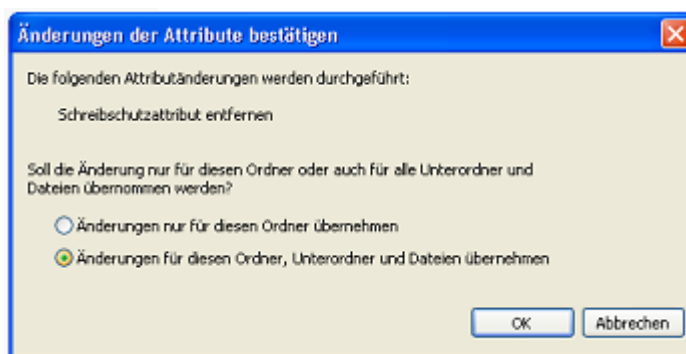 Änderungen der Attribute bestätigen
Die folgenden Attributänderungen werden durchgeführt:
Schreibschutzattribut entfernen
Soll die Änderung nur für diesen Ordner oder auch für alle Unterordner und
Dateien übernommen werden?
Änderungen nur für diesen Ordner übernehmen
Änderungen für diesen Ordner, Unterordner und Dateien übernehmen
OK
Abbrechen